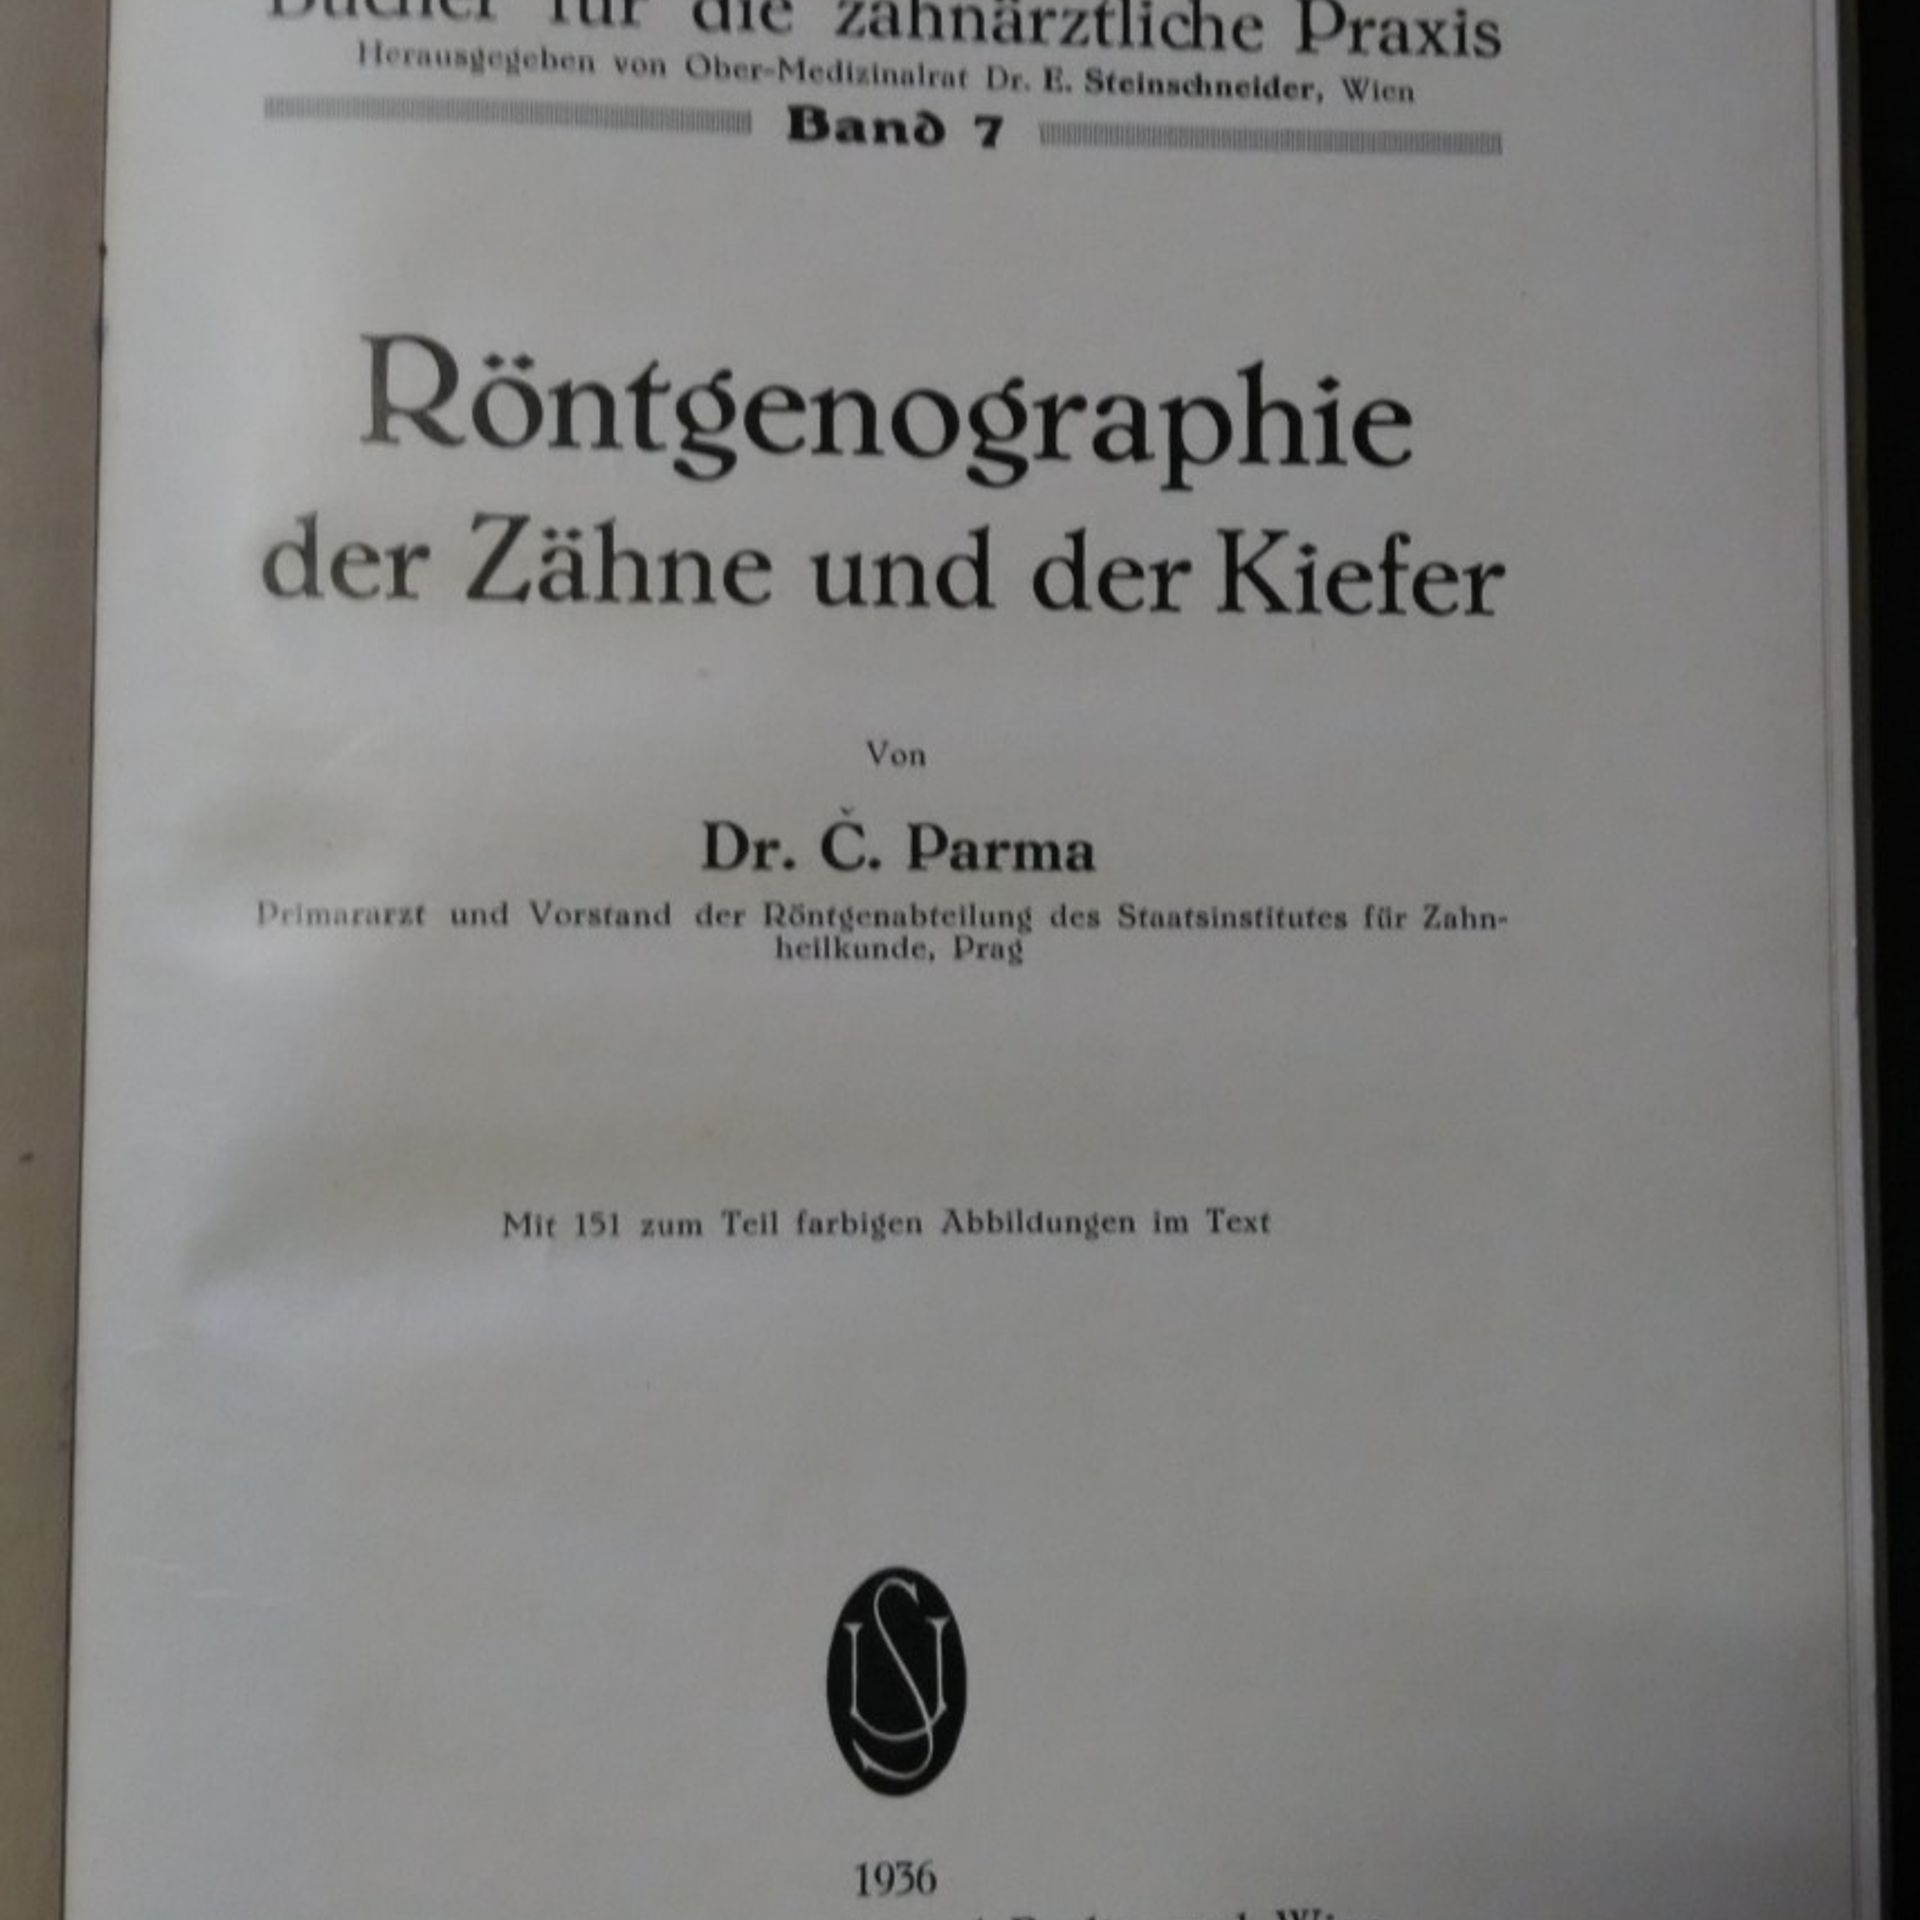 Bücher für die zahnärztliche Praxis
Herausgegeben von Ober-Medizinalrat Dr. E. Steinschneider, Wien
Band 7
Röntgenographie
der Zähne und der Kiefer
Von
Dr. Č. Parma
Primararzt und Vorstand der Röntgenabteilung des Staatsinstitutes für Zahn-
heilkunde, Prag
Mit 151 zum Teil farbigen Abbildungen im Text
US
1936